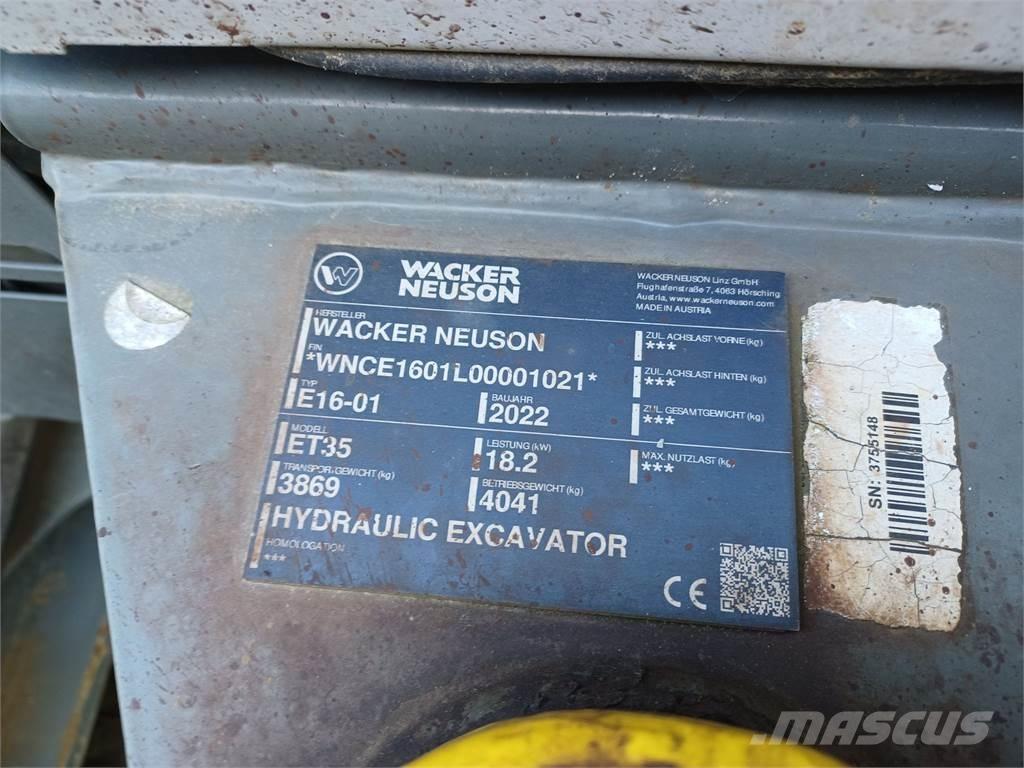 WACKER
NEUSON
WACKER NEUSON Linz GmbH
Flughafenstraße 7, 4063 Hörsching
Austria, www.wackerneuson.com
MADE IN AUSTRIA
HERSTELLER
WACKER NEUSON
FIN
*WNCE1601L00001021*
TYP
E16-01
BAUJAHR
2022
MODELL
ET35
LEISTUNG (kW)
18.2
TRANSPORTGEWICHT (kg)
3869
BETRIEBSGEWICHT (kg)
4041
HYDRAULIC EXCAVATOR
HOMOLOGATION
***
ZUL. ACHSLAST VORNE (kg)
***
ZUL. ACHSLAST HINTEN (kg)
***
ZUL. GESAMTGEWICHT (kg)
***
MAX. NUTZLAST (kg)
***
CE
SN: 3755148
MASCUS